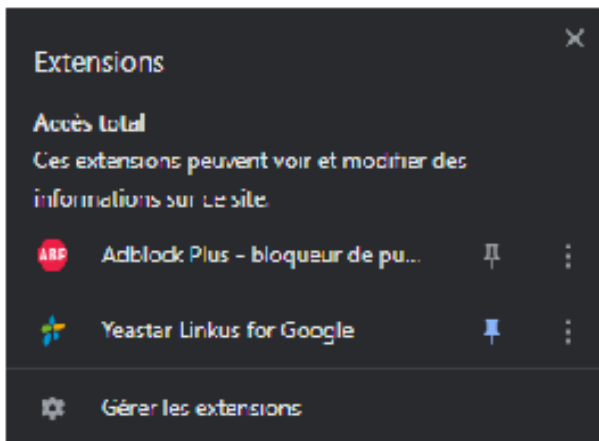 Extensions
Accès total
Ces extensions peuvent voir et modifier des
informations sur ce site.
ABP
Adblock Plus - bloqueur de pu...
Yeastar Linkus for Google
Gérer les extensions